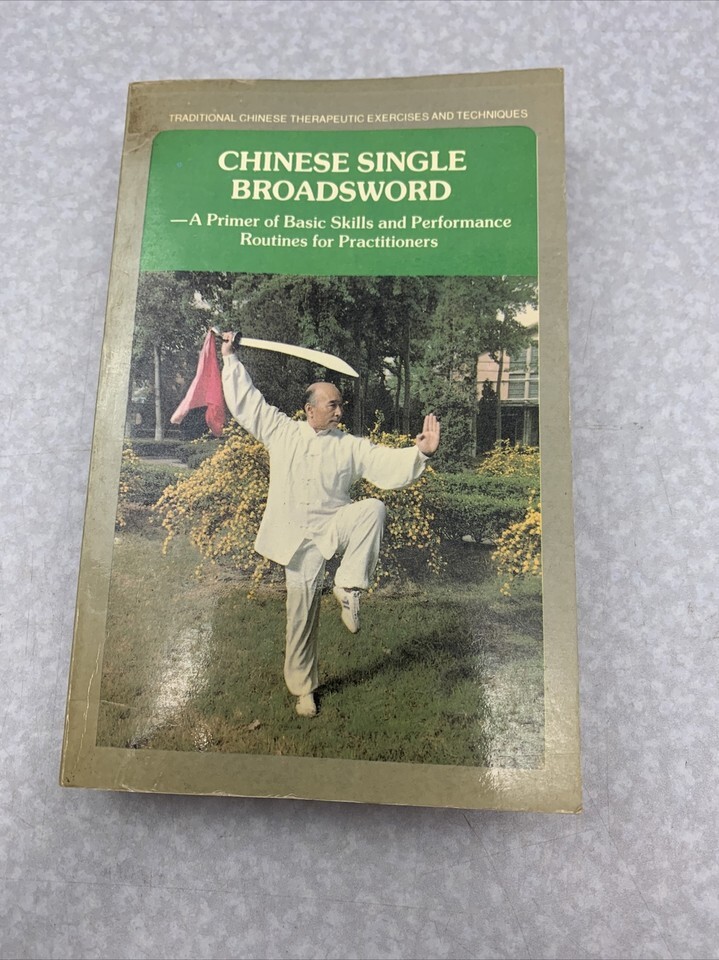 TRADITIONAL CHINESE THERAPEUTIC EXERCISES AND TECHNIQUES
CHINESE SINGLE
BROADSWORD
—A Primer of Basic Skills and Performance
Routines for Practitioners